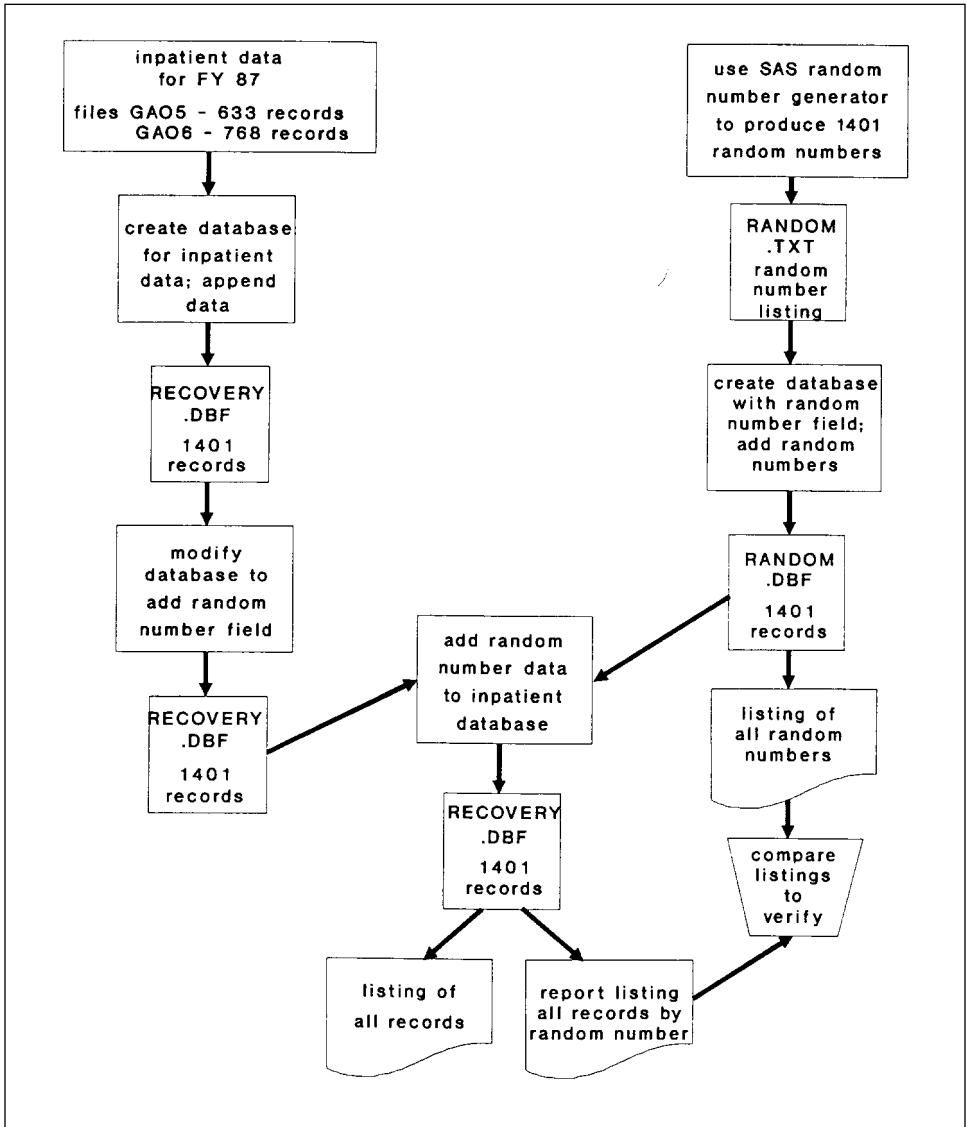 inpatient data
for FY 87
files GAO5 - 633 records
GAO6 - 768 records
create database
for inpatient
data; append
data
RECOVERY
.DBF
1401
records
modify
database to
add random
number field
RECOVERY.
.DBF
1401
records
use SAS random
number generator
to produce 1401
random numbers
RANDOM
.TXT
random
number
listing
create database
with random
number field;
add random
numbers
RANDOM
.DBF
1401
records
add random
number data
to inpatient
database
RECOVERY
.DBF
1401
records
listing of
all random
numbers
compare
listings
to
verify
listing of
all records
report listing
all records by
random number